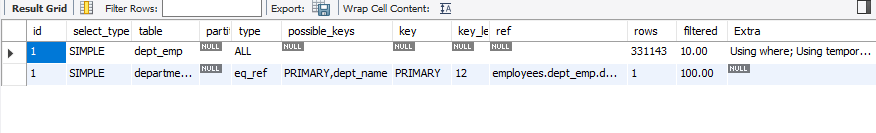 Result Grid Filter Rows: Export: Wrap Cell Content:
id select_type table partiti type possible_keys key key_le ref rows filtered Extra
1 SIMPLE dept_emp NULL ALL NULL NULL NULL NULL 331143 10.00 Using where; Using tempor...
1 SIMPLE departme... NULL eq_ref PRIMARY,dept_name PRIMARY 12 employees.dept_emp.d... 1 100.00 NULL